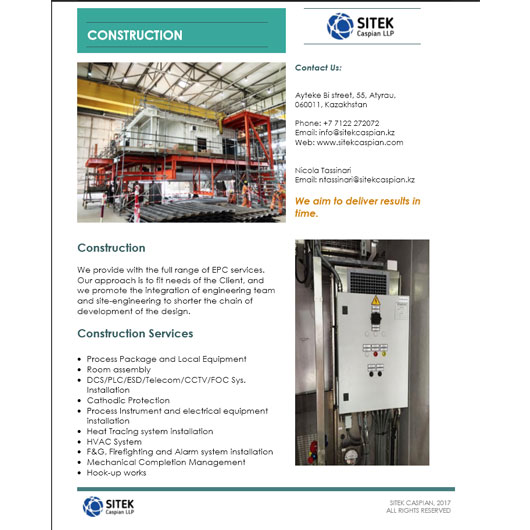 CONSTRUCTION
SITEK
Caspian LLP
Contact Us:
Ayteke Bi street, 55, Atyrau,
060011, Kazakhstan
Phone: +7 7122 272072
Email: info@sitekcaspian.kz
Web: www.sitekcaspian.com
Nicola Tassinari
Email: ntassinari@sitekcaspian.kz
We aim to deliver results in
time.
Construction
We provide with the full range of EPC services.
Our approach is to fit needs of the Client, and
we promote the integration of engineering team
and site-engineering to shorter the chain of
development of the design.
Construction Services
• Process Package and Local Equipment
• Room assembly
• DCS/PLC/ESD/Telecom/CCTV/FOC Sys.
Installation
• Cathodic Protection
• Process Instrument and electrical equipment
installation
• Heat Tracing system installation
• HVAC System
• F&G, Firefighting and Alarm system installation
• Mechanical Completion Management
• Hook-up works
SITEK
Caspian LLP
SITEK CASPIAN, 2017
ALL RIGHTS RESERVED